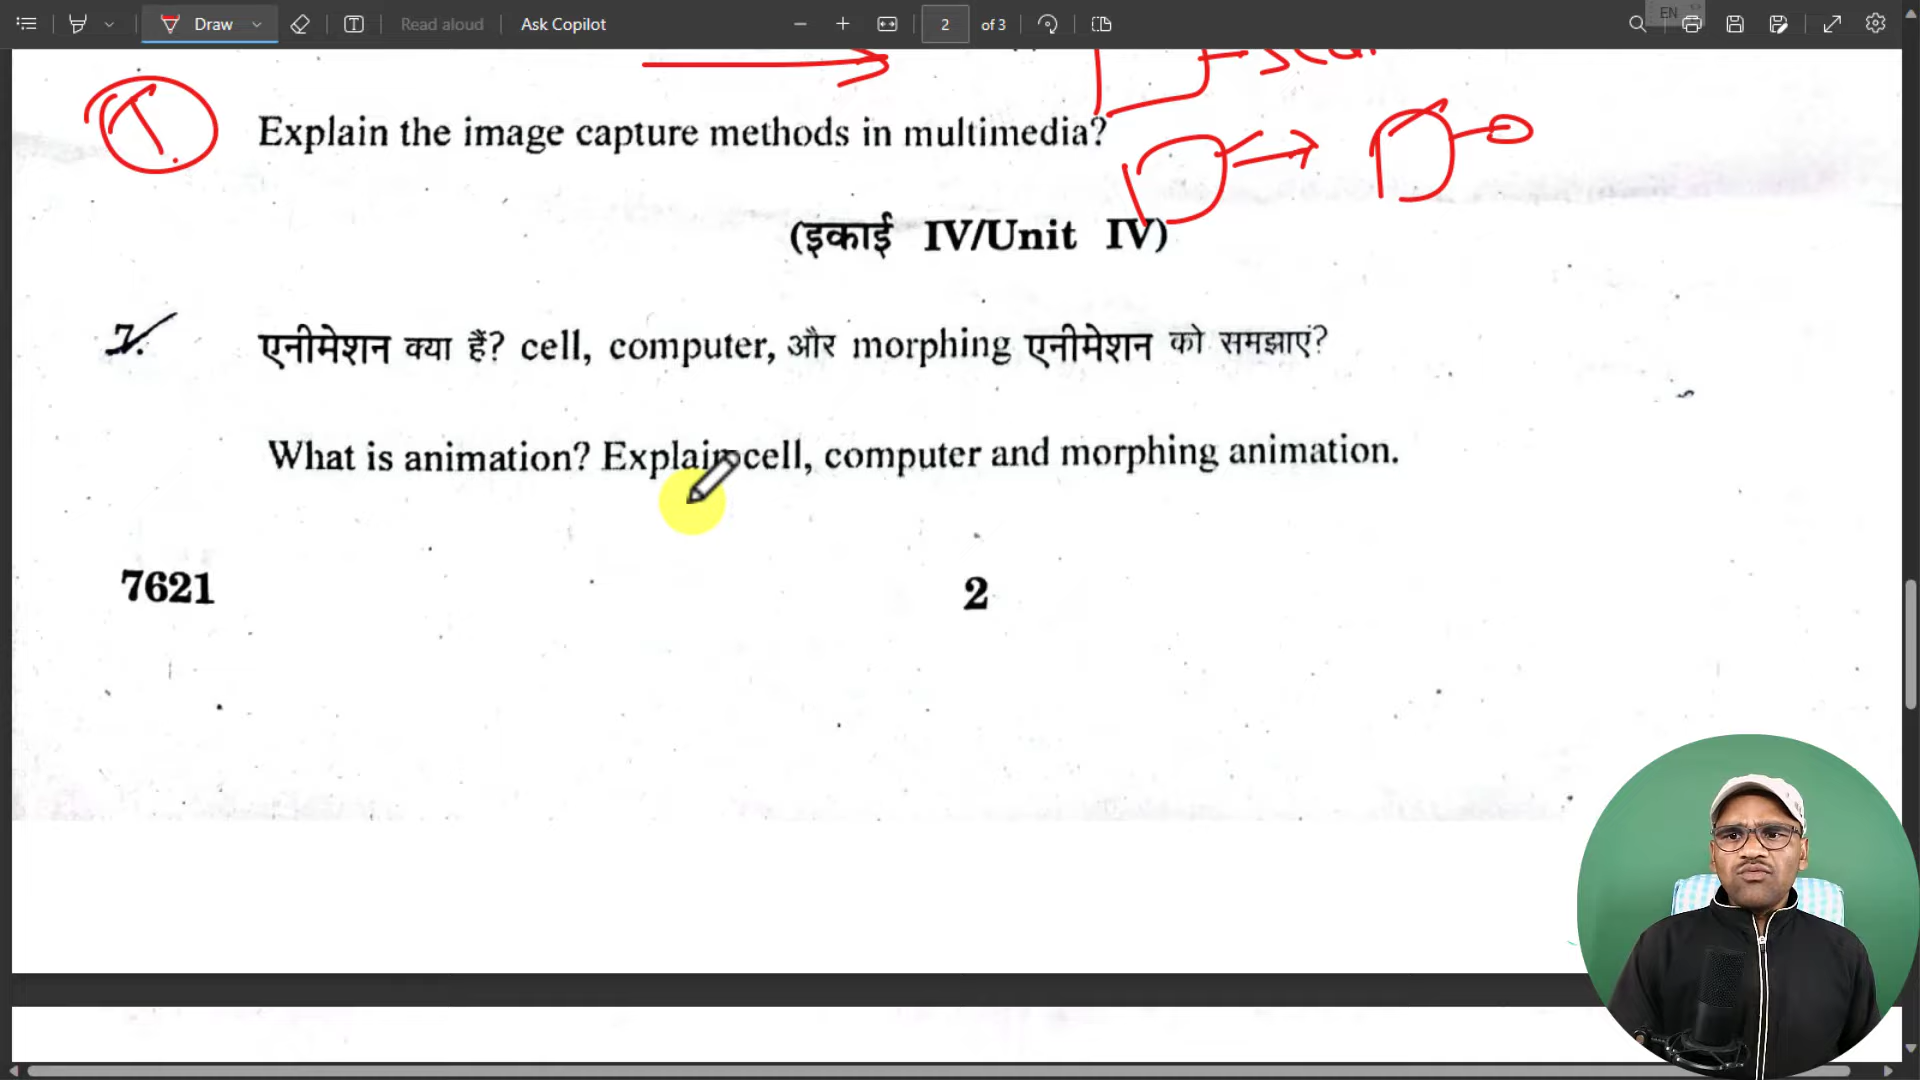 Draw
Read aloud
Ask Copilot
2
of 3
EN
Explain the image capture methods in multimedia?
(इकाई IV/Unit IV)
7.
एनीमेशन क्या हैं? cell, computer, और morphing एनीमेशन को समझाएं?
What is animation? Explain cell, computer and morphing animation.
7621
2